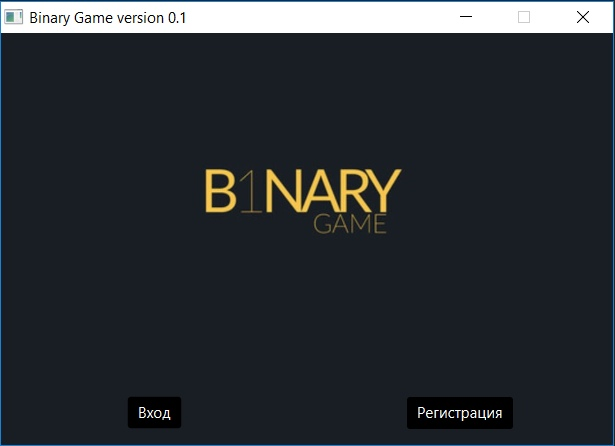 Binary Game version 0.1
B1NARY
GAME
Вход
Регистрация